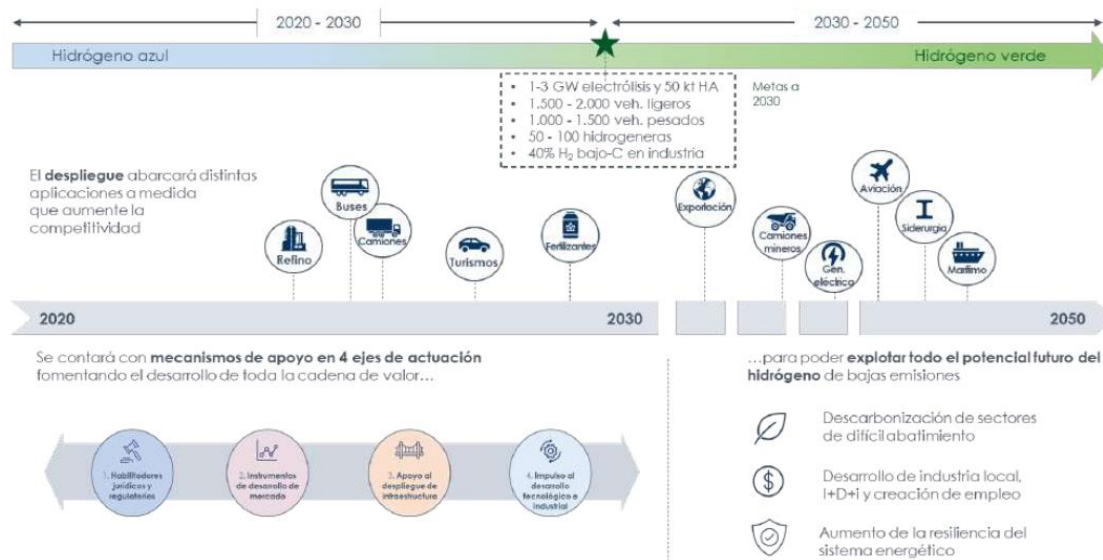 2020 - 2030
2030 - 2050
Hidrógeno azul
Hidrógeno verde
• 1-3 GW electrólisis y 50 kt HA
• 1.500 - 2.000 veh. ligeros
• 1.000 - 1.500 veh. pesados
• 50 - 100 hidrogeneras
• 40% H₂ bajo-C en industria
Metas a
2030
El despliegue abarcará distintas
aplicaciones a medida
que aumente la
competitividad
Refino
Buses
Camiones
Turismos
Fertilizantes
Exportación
Camiones
mineros
Gen.
eléctrica
Aviación
Siderurgia
Marítimo
2020
2030
2050
Se contará con mecanismos de apoyo en 4 ejes de actuación
fomentando el desarrollo de toda la cadena de valor…
1. Habilitadores
jurídicos y
regulatorios
2. Instrumentos
de desarrollo de
mercado
3. Apoyo al
despliegue de
infraestructura
4. Impulso al
desarrollo
tecnológico e
industrial
…para poder explotar todo el potencial futuro del
hidrógeno de bajas emisiones
Descarbonización de sectores
de difícil abatimiento
Desarrollo de industria local,
I+D+i y creación de empleo
Aumento de la resiliencia del
sistema energético